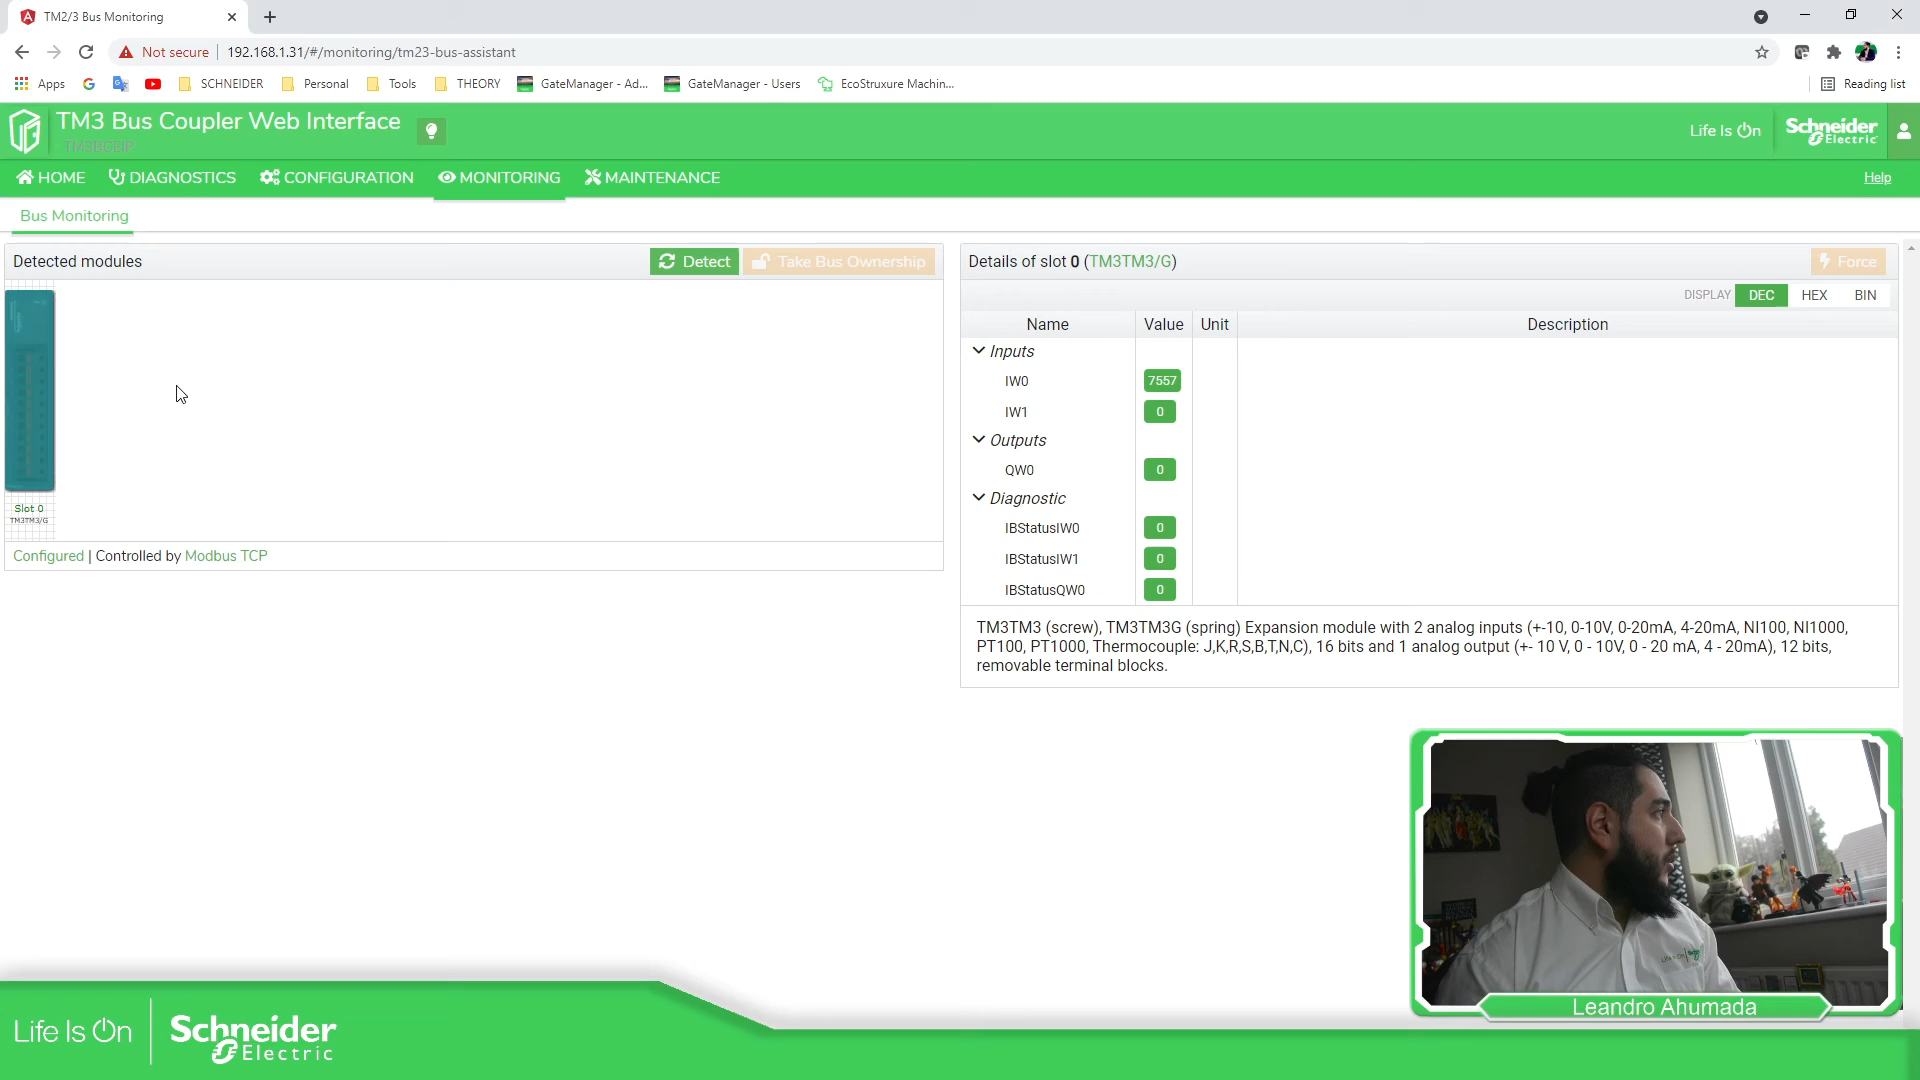 TM2/3 Bus Monitoring
Not secure
192.168.1.31/#/monitoring/tm23-bus-assistant
Apps
SCHNEIDER
Personal
Tools
THEORY
GateManager - Ad...
GateManager - Users
EcoStruxure Machin...
Reading list
TM3 Bus Coupler Web Interface
TM3BCEIP
Life Is On
Schneider Electric
HOME
DIAGNOSTICS
CONFIGURATION
MONITORING
MAINTENANCE
Help
Bus Monitoring
Detected modules
Detect
Take Bus Ownership
Slot 0
TM3TM3/G
Configured | Controlled by Modbus TCP
Details of slot 0 (TM3TM3/G)
Force
DISPLAY DEC HEX BIN
Name Value Unit Description
Inputs
IW0 7557
IW1 0
Outputs
QW0 0
Diagnostic
IBStatusIW0 0
IBStatusIW1 0
IBStatusQW0 0
TM3TM3 (screw), TM3TM3G (spring) Expansion module with 2 analog inputs (+-10, 0-10V, 0-20mA, 4-20mA, NI100, NI1000,
PT100, PT1000, Thermocouple: J,K,R,S,B,T,N,C), 16 bits and 1 analog output (+- 10 V, 0 - 10V, 0 - 20 mA, 4 - 20mA), 12 bits,
removable terminal blocks.
Leandro Ahumada
Life Is On
Schneider
Electric